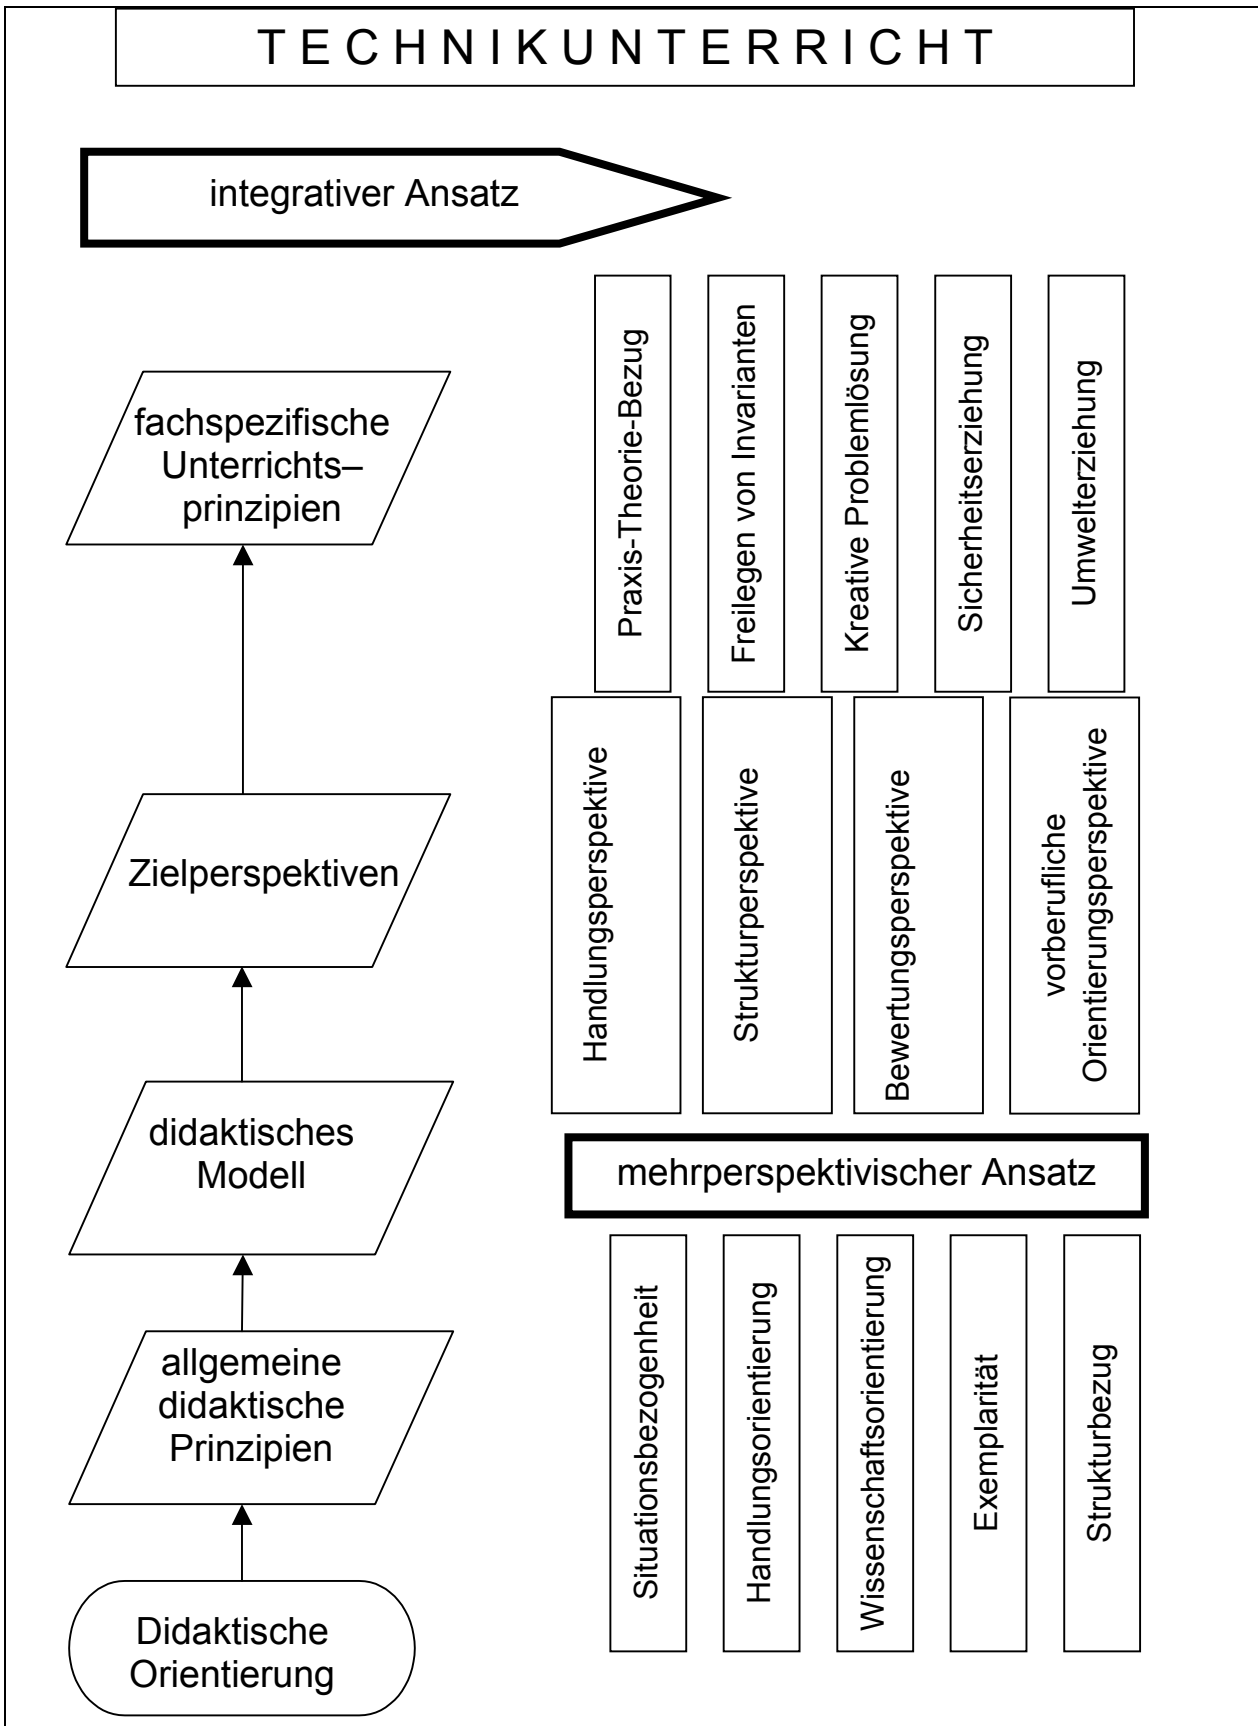 TECHNIKUNTERRICHT
integrativer Ansatz
fachspezifische
Unterrichts–
prinzipien
Praxis-Theorie-Bezug
Freilegen von Invarianten
Kreative Problemlösung
Sicherheitserziehung
Umwelterziehung
Zielperspektiven
Handlungsperspektive
Strukturperspektive
Bewertungsperspektive
vorberufliche
Orientierungsperspektive
didaktisches
Modell
mehrperspektivischer Ansatz
allgemeine
didaktische
Prinzipien
Situationsbezogenheit
Handlungsorientierung
Wissenschaftsorientierung
Exemplarität
Strukturbezug
Didaktische
Orientierung